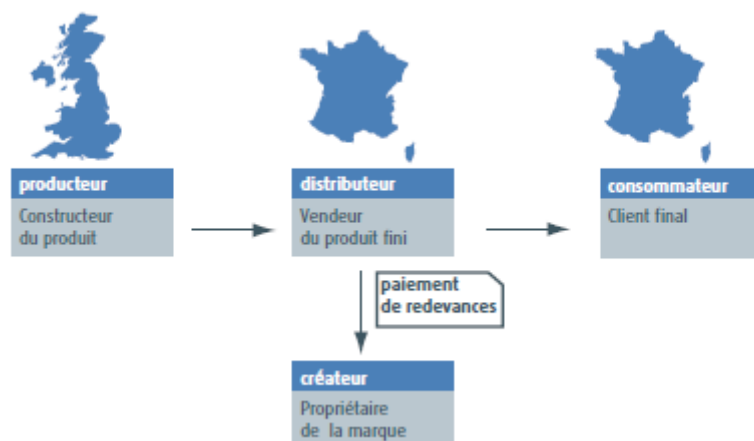 producteur
Constructeur
du produit
distributeur
Vendeur
du produit fini
consommateur
Client final
paiement
de redevances
créateur
Propriétaire
de la marque